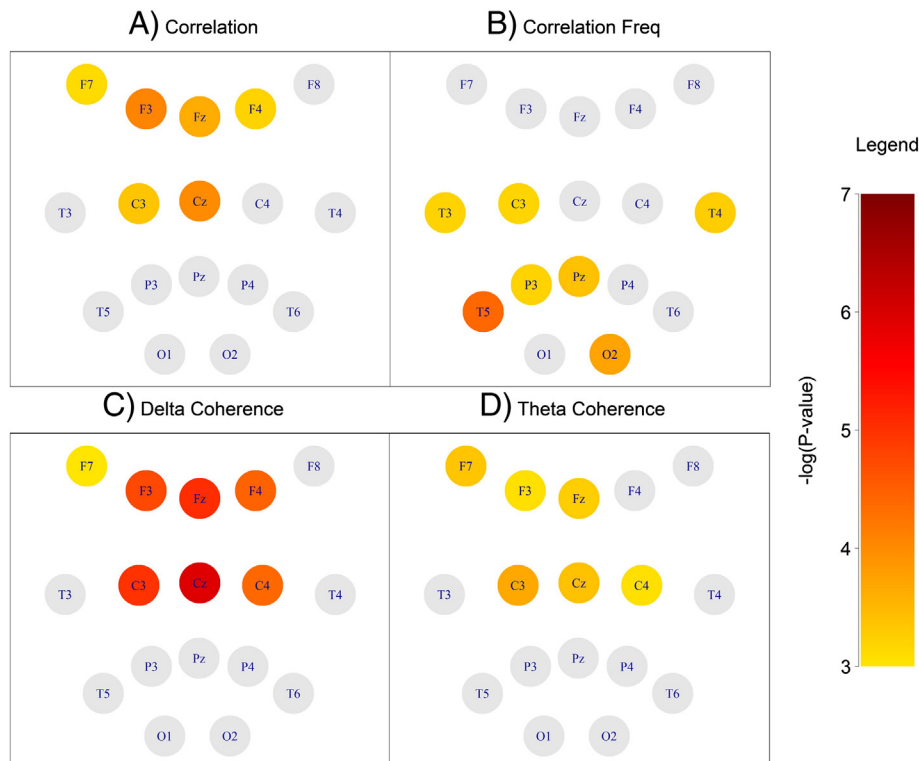 A) Correlation
F7
F8
F3
Fz
F4
T3
C3
Cz
C4
T4
P3
Pz
P4
T5
T6
O1
O2
B) Correlation Freq
F7
F8
F3
Fz
F4
T3
C3
Cz
C4
T4
P3
Pz
P4
T5
T6
O1
O2
C) Delta Coherence
F7
F8
F3
Fz
F4
T3
C3
Cz
C4
T4
P3
Pz
P4
T5
T6
O1
O2
D) Theta Coherence
F7
F8
F3
Fz
F4
T3
C3
Cz
C4
T4
P3
Pz
P4
T5
T6
O1
O2
Legend
7
6
5
4
3
-log(P-value)